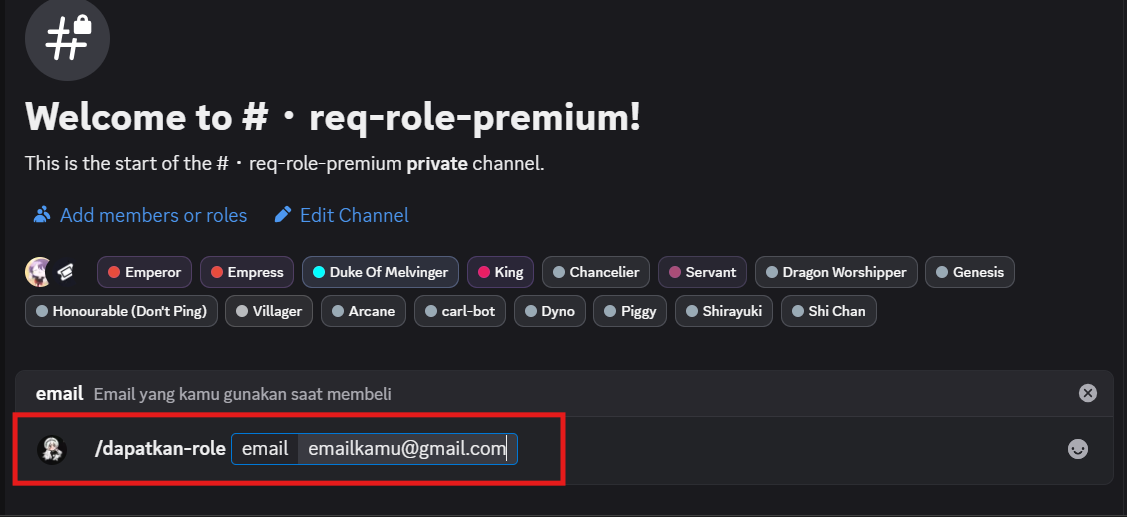 Welcome to # · req-role-premium!
This is the start of the # · req-role-premium private channel.
Add members or roles Edit Channel
Emperor Empress Duke Of Melvinger King Chancelier Servant Dragon Worshipper Genesis
Honourable (Don't Ping) Villager Arcane carl-bot Dyno Piggy Shirayuki Shi Chan
email Email yang kamu gunakan saat membeli
/dapatkan-role email emailkamu@gmail.com